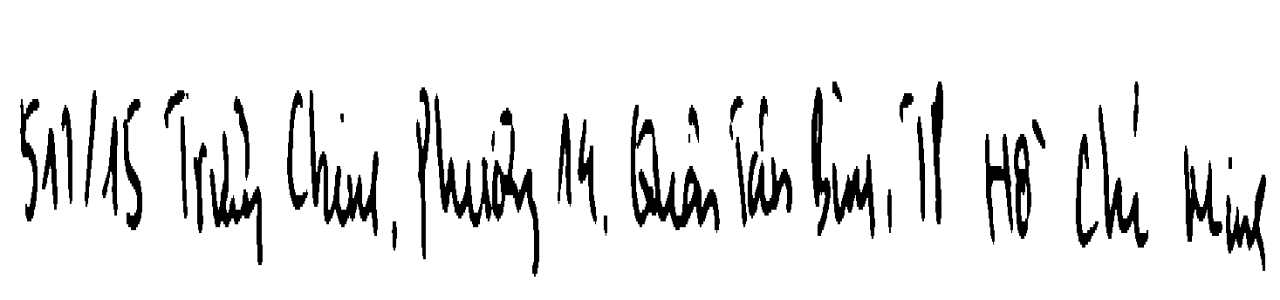 511/15 Trường Chinh, Phường 14, Quận Tân Bình, TP Hồ Chí Minh